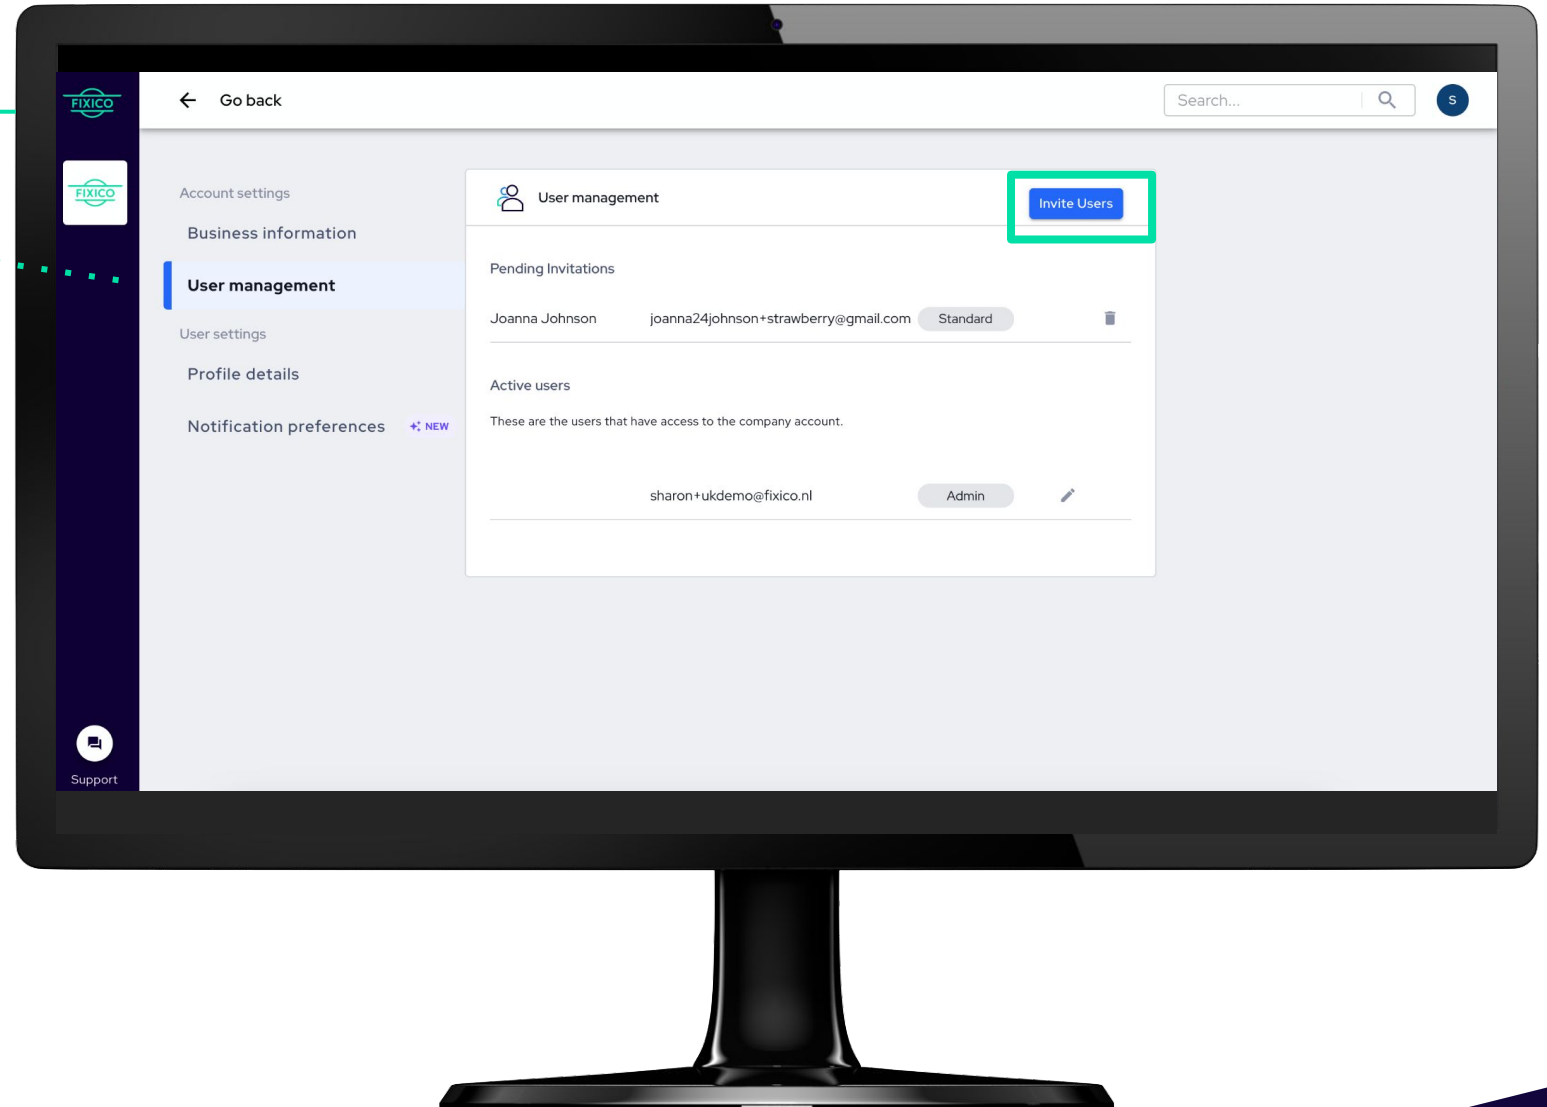 FIXICO
Go back
Search...
S
FIXICO
Account settings
Business information
User management
User settings
Profile details
Notification preferences NEW
User management
Invite Users
Pending Invitations
Joanna Johnson joanna24johnson+strawberry@gmail.com Standard
Active users
These are the users that have access to the company account.
sharon+ukdemo@fixico.nl Admin
Support